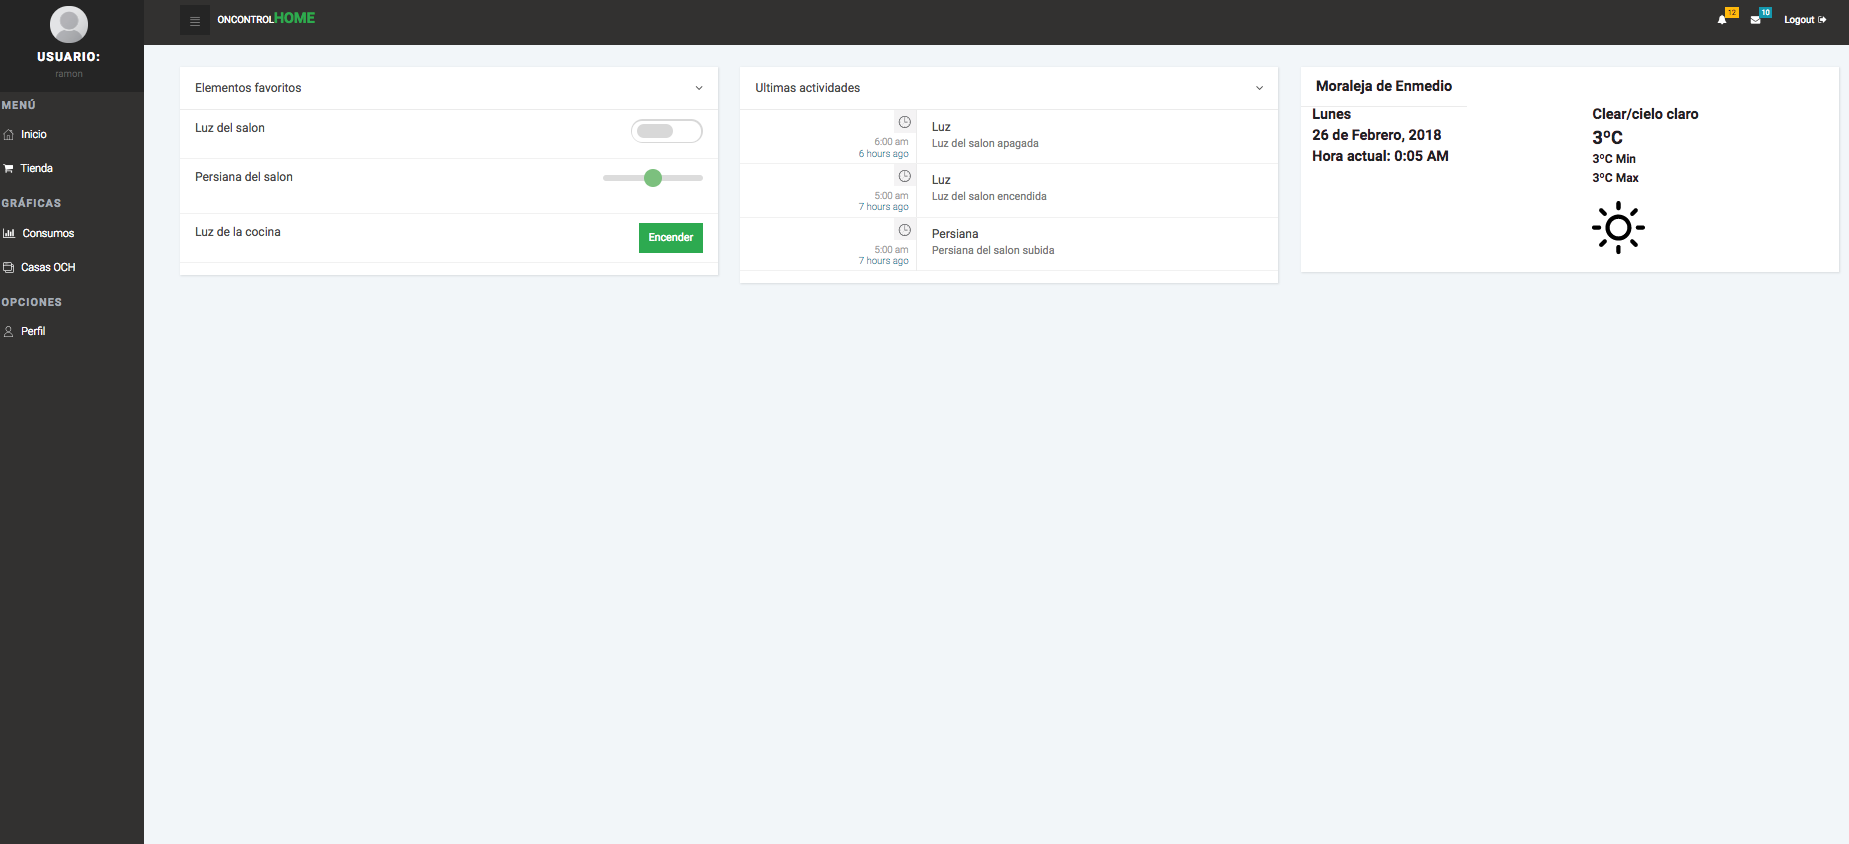 USUARIO:
ramon
MENÚ
Inicio
Tienda
GRÁFICAS
Consumos
Casas OCH
OPCIONES
Perfil
ONCONTROLHOME
12
10
Logout
Elementos favoritos
Luz del salon
Persiana del salon
Luz de la cocina
Encender
Ultimas actividades
6:00 am
6 hours ago
Luz
Luz del salon apagada
5:00 am
7 hours ago
Luz
Luz del salon encendida
5:00 am
7 hours ago
Persiana
Persiana del salon subida
Moraleja de Enmedio
Lunes
26 de Febrero, 2018
Hora actual: 0:05 AM
Clear/cielo claro
3ºC
3ºC Min
3ºC Max